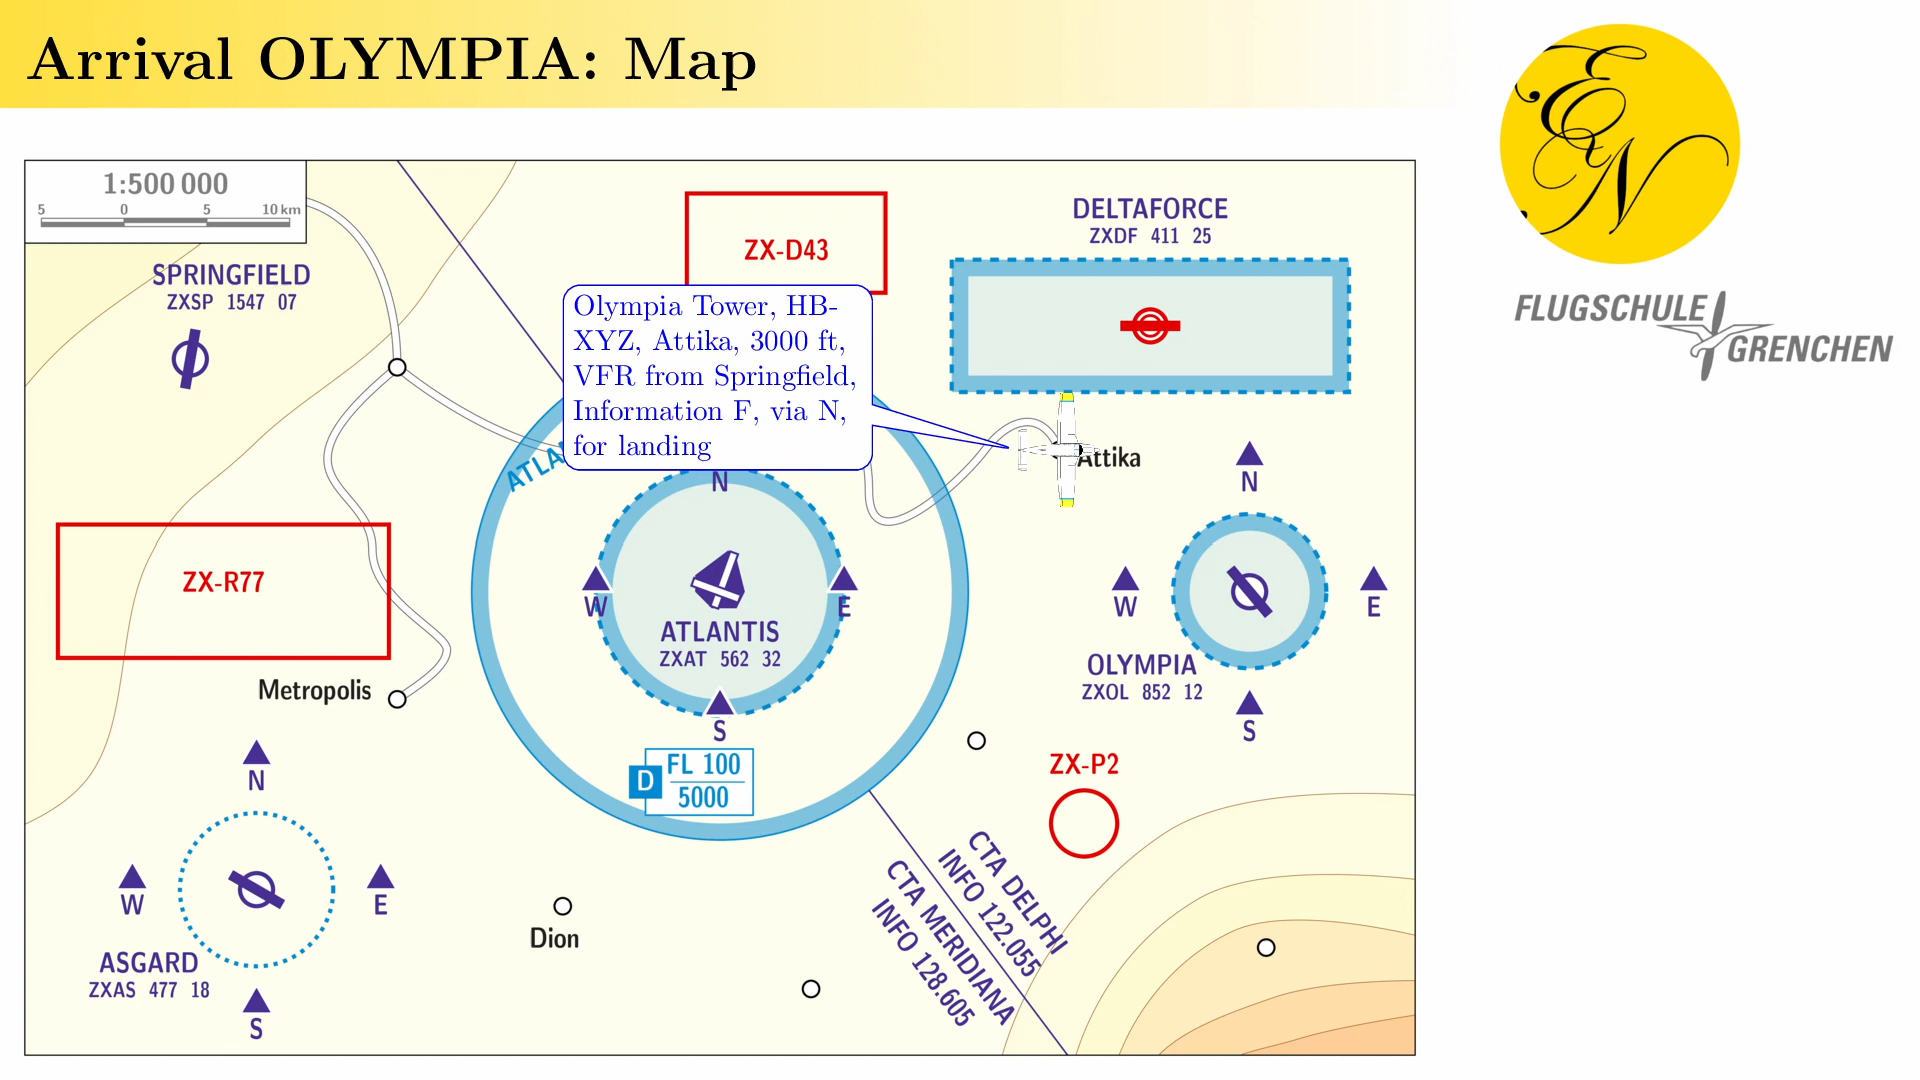 Arrival OLYMPIA: Map
EN
FLUGSCHULE
GRENCHEN
1:500 000
5 0 5 10 km
SPRINGFIELD
ZXSP 1547 07
ZX-D43
DELTAFORCE
ZXDF 411 25
Olympia Tower, HB-
XYZ, Attika, 3000 ft,
VFR from Springfield,
Information F, via N,
for landing
ATLA
Attika
N
W
E
S
ATLANTIS
ZXAT 562 32
N
W
E
S
OLYMPIA
ZXOL 852 12
ZX-R77
Metropolis
D
FL 100
5000
ZX-P2
N
W
E
S
ASGARD
ZXAS 477 18
Dion
CTA DELPHI
INFO 122.055
CTA MERIDIANA
INFO 128.605